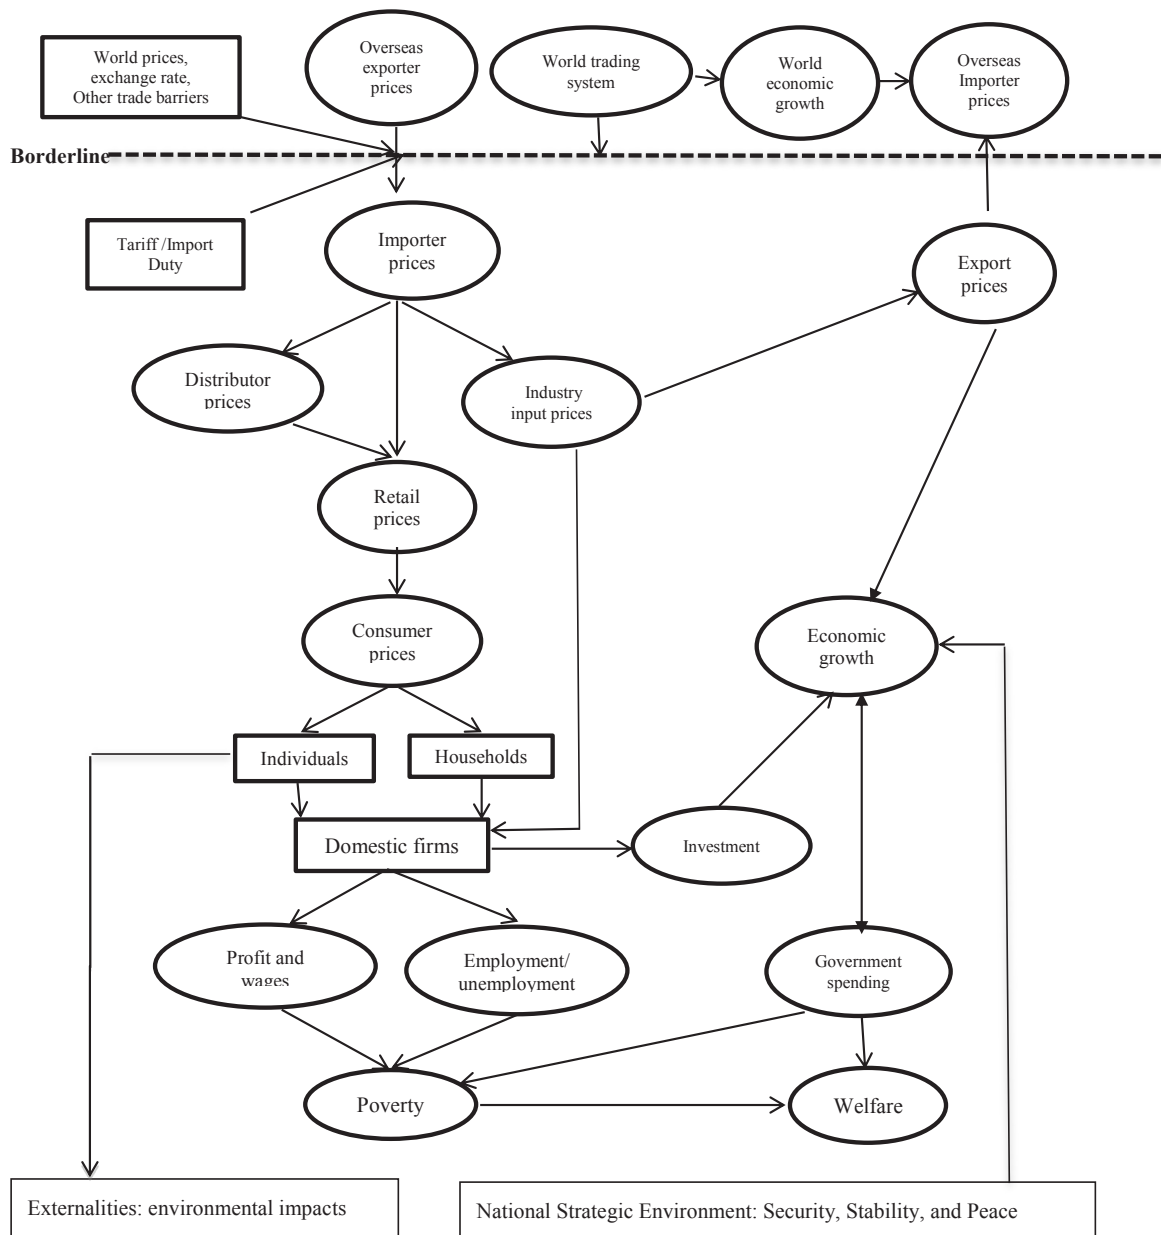 World prices,
exchange rate,
Other trade barriers
Overseas
exporter
prices
World trading
system
World
economic
growth
Overseas
Importer
prices
Borderline
Tariff /Import
Duty
Importer
prices
Export
prices
Distributor
prices
Industry
input prices
Retail
prices
Consumer
prices
Economic
growth
Individuals
Households
Domestic firms
Investment
Profit and
wages
Employment/
unemployment
Government
spending
Poverty
Welfare
Externalities: environmental impacts
National Strategic Environment: Security, Stability, and Peace